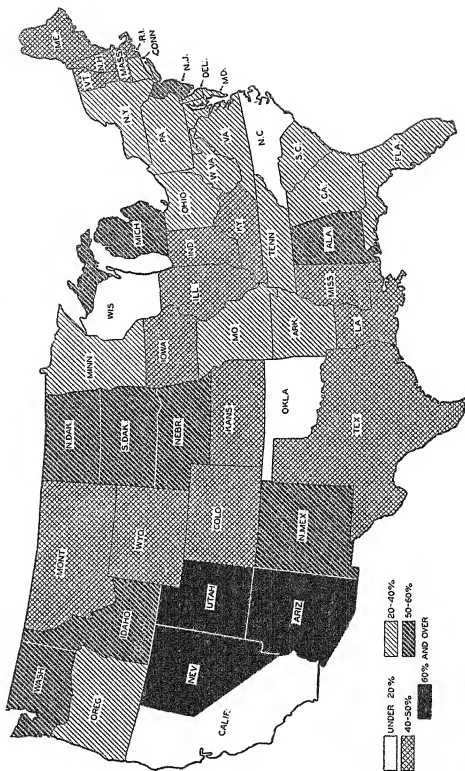 WASH
MONT
N.DAK
MINN
ME.
VT.
N.H.
OREG
IDAHO
WYO
S.DAK
WIS
MICH
N.Y.
MASS
R.I.
CONN
NEBR.
IOWA
PA
N.J.
NEV
UTAH
COLO
KANS
MO
ILL
IND
OHIO
W. VA
VA
DEL.
MD.
CALIF.
KY.
ARIZ
N.MEX
OKLA
ARK
TENN
N.C
S.C.
TEX
LA
MISS
ALA
GA.
FLA
UNDER 20%
20-40%
40-50%
50-60%
60% AND OVER